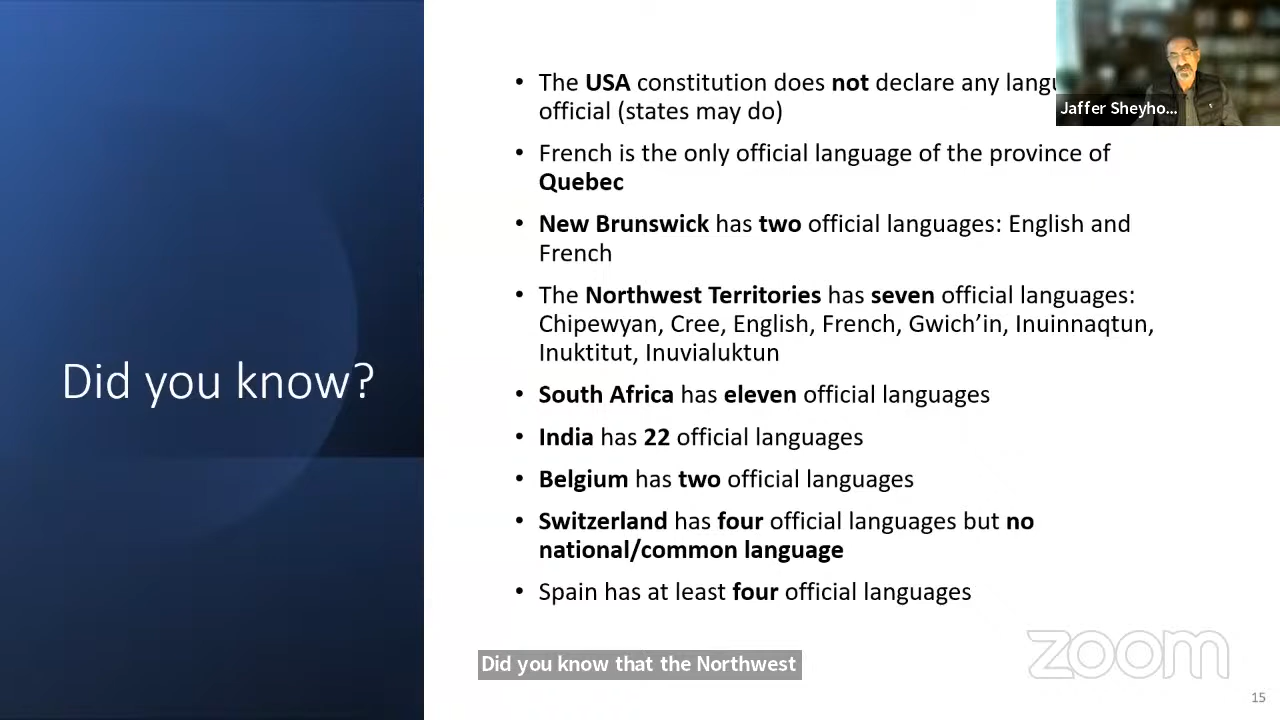 Did you know?
• The USA constitution does not declare any langu
official (states may do)
• French is the only official language of the province of
Quebec
• New Brunswick has two official languages: English and
French
• The Northwest Territories has seven official languages:
Chipewyan, Cree, English, French, Gwich’in, Inuinnaqtun,
Inuktitut, Inuvialuktun
• South Africa has eleven official languages
• India has 22 official languages
• Belgium has two official languages
• Switzerland has four official languages but no
national/common language
• Spain has at least four official languages
Jaffer Sheyho...
Did you know that the Northwest
zoom
15